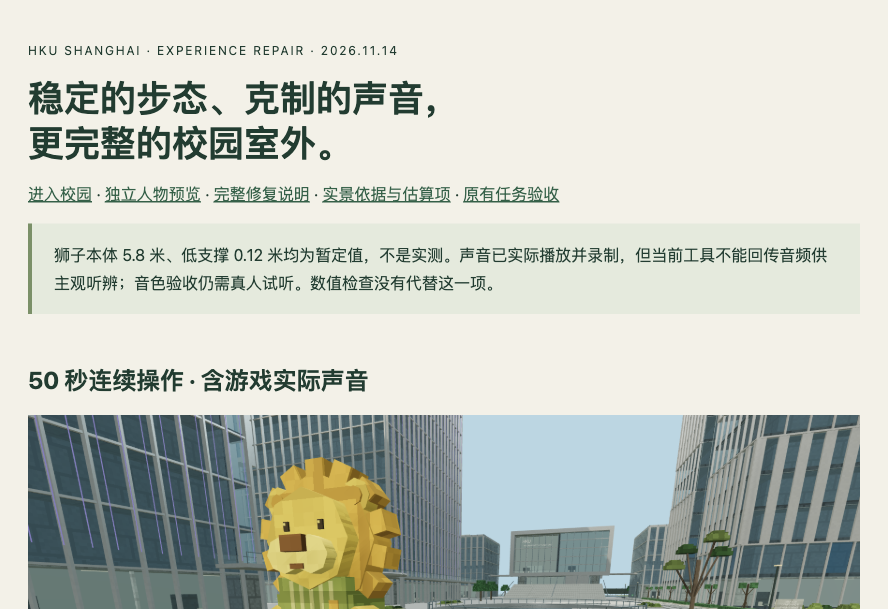 HKU SHANGHAI · EXPERIENCE REPAIR · 2026.11.14
稳定的步态、克制的声音，
更完整的校园室外。
进入校园 · 独立人物预览 · 完整修复说明 · 实景依据与估算项 · 原有任务验收
狮子本体 5.8 米、低支撑 0.12 米均为暂定值，不是实测。声音已实际播放并录制，但当前工具不能回传音频供
主观听辨；音色验收仍需真人试听。数值检查没有代替这一项。
50 秒连续操作 · 含游戏实际声音